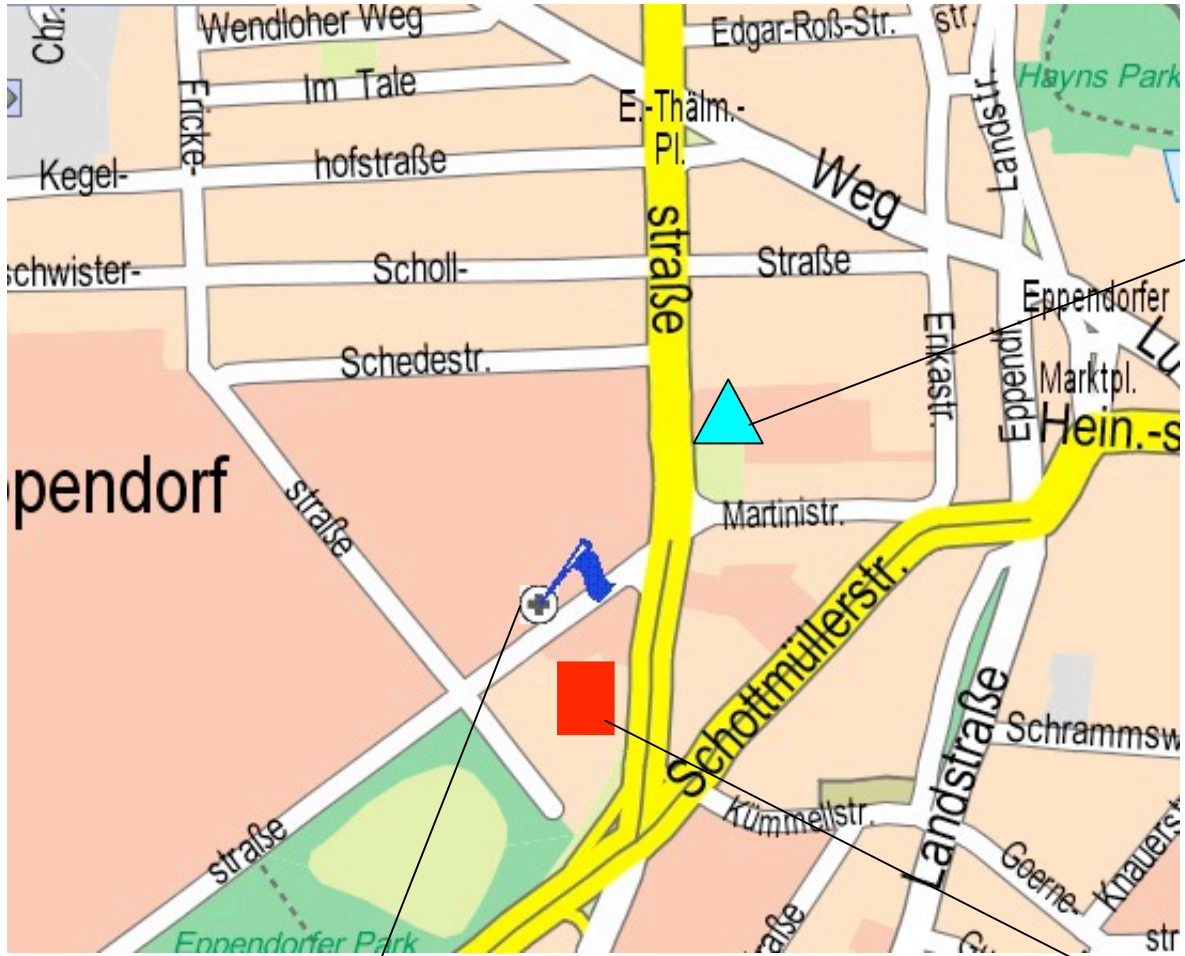 Chr.
Wendloher Weg
Edgar-Roß-Str.
str.
Im Tale
Hayns Park
Fricke-
E.-Thälm.-
Pl.
Landstr.
Kegel-
hofstraße
Weg
straße
schwister-
Scholl-
Straße
Eppendorfer
Marktpl.
Schedestr.
Erikastr.
Eppendf.
Lu
Hein.-s
ppendorf
straße
Martinistr.
Schottmüllerstr.
Landstraße
Schrammsw
Kümmellstr.
straße
Goerne-
Knauerst
raße
Eppendorfer Park
str